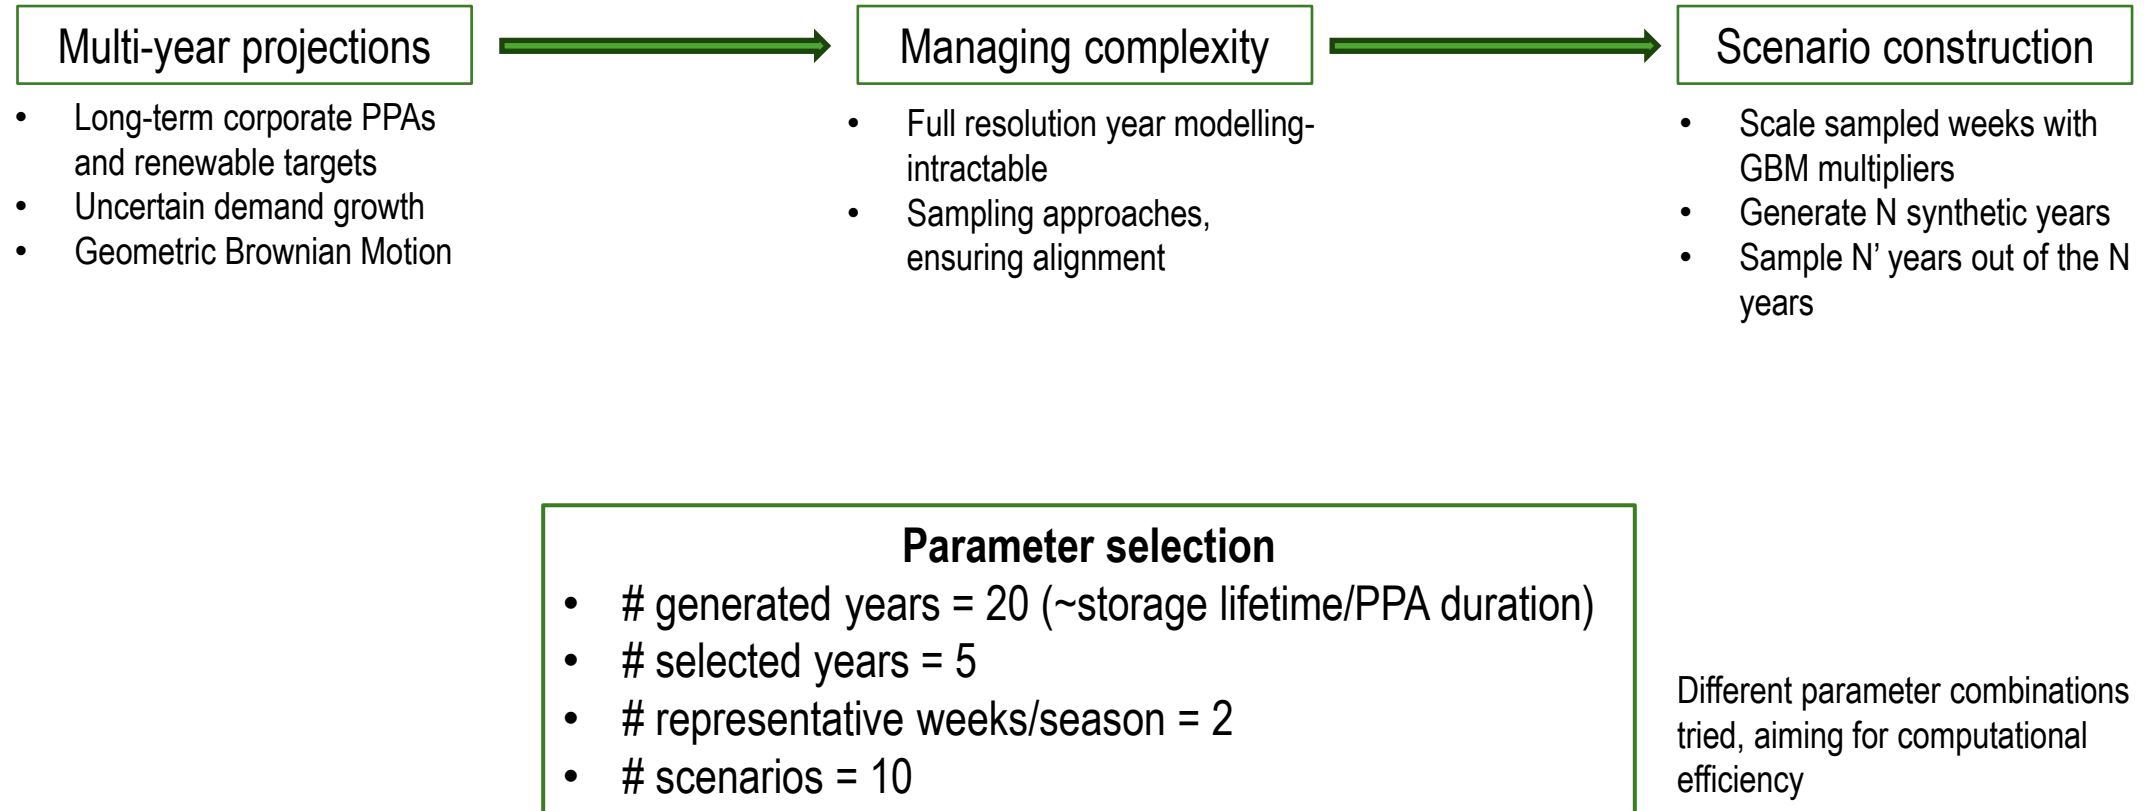 Multi-year projections
• Long-term corporate PPAs
and renewable targets
• Uncertain demand growth
• Geometric Brownian Motion
Managing complexity
• Full resolution year modelling-
intractable
• Sampling approaches,
ensuring alignment
Scenario construction
• Scale sampled weeks with
GBM multipliers
• Generate N synthetic years
• Sample N’ years out of the N
years
Parameter selection
• # generated years = 20 (~storage lifetime/PPA duration)
• # selected years = 5
• # representative weeks/season = 2
• # scenarios = 10
Different parameter combinations
tried, aiming for computational
efficiency